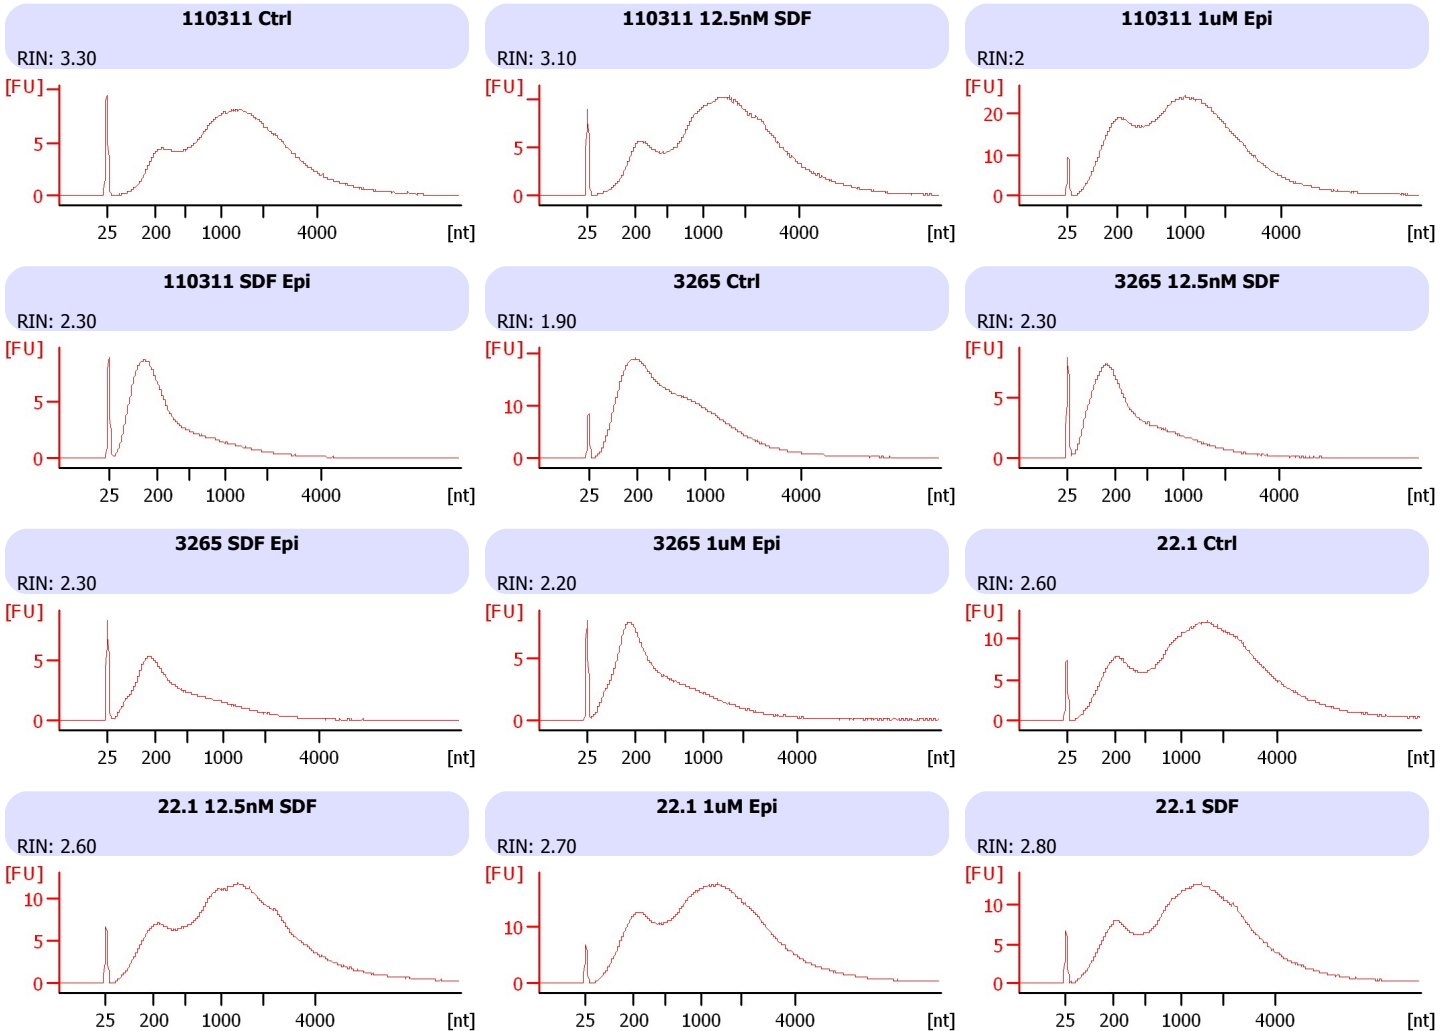 110311 Ctrl
RIN: 3.30
[FU]
5
0
25 200 1000 4000 [nt]
110311 12.5nM SDF
RIN: 3.10
[FU]
5
0
25 200 1000 4000 [nt]
110311 1uM Epi
RIN:2
[FU]
20
10
0
25 200 1000 4000 [nt]
110311 SDF Epi
RIN: 2.30
[FU]
5
0
25 200 1000 4000 [nt]
3265 Ctrl
RIN: 1.90
[FU]
10
0
25 200 1000 4000 [nt]
3265 12.5nM SDF
RIN: 2.30
[FU]
5
0
25 200 1000 4000 [nt]
3265 SDF Epi
RIN: 2.30
[FU]
5
0
25 200 1000 4000 [nt]
3265 1uM Epi
RIN: 2.20
[FU]
5
0
25 200 1000 4000 [nt]
22.1 Ctrl
RIN: 2.60
[FU]
10
5
0
25 200 1000 4000 [nt]
22.1 12.5nM SDF
RIN: 2.60
[FU]
10
5
0
25 200 1000 4000 [nt]
22.1 1uM Epi
RIN: 2.70
[FU]
10
0
25 200 1000 4000 [nt]
22.1 SDF
RIN: 2.80
[FU]
10
5
0
25 200 1000 4000 [nt]